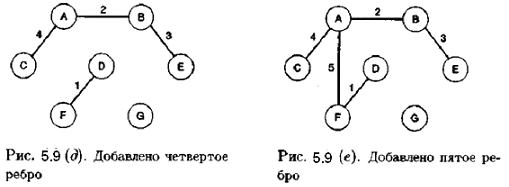 A 2 B
4 3
C D E
1
F G
Рис. 5.9 (д). Добавлено четвертое
ребро
A 2 B
4 3
C 5 D E
1
F G
Рис. 5.9 (е). Добавлено пятое ре-
бро